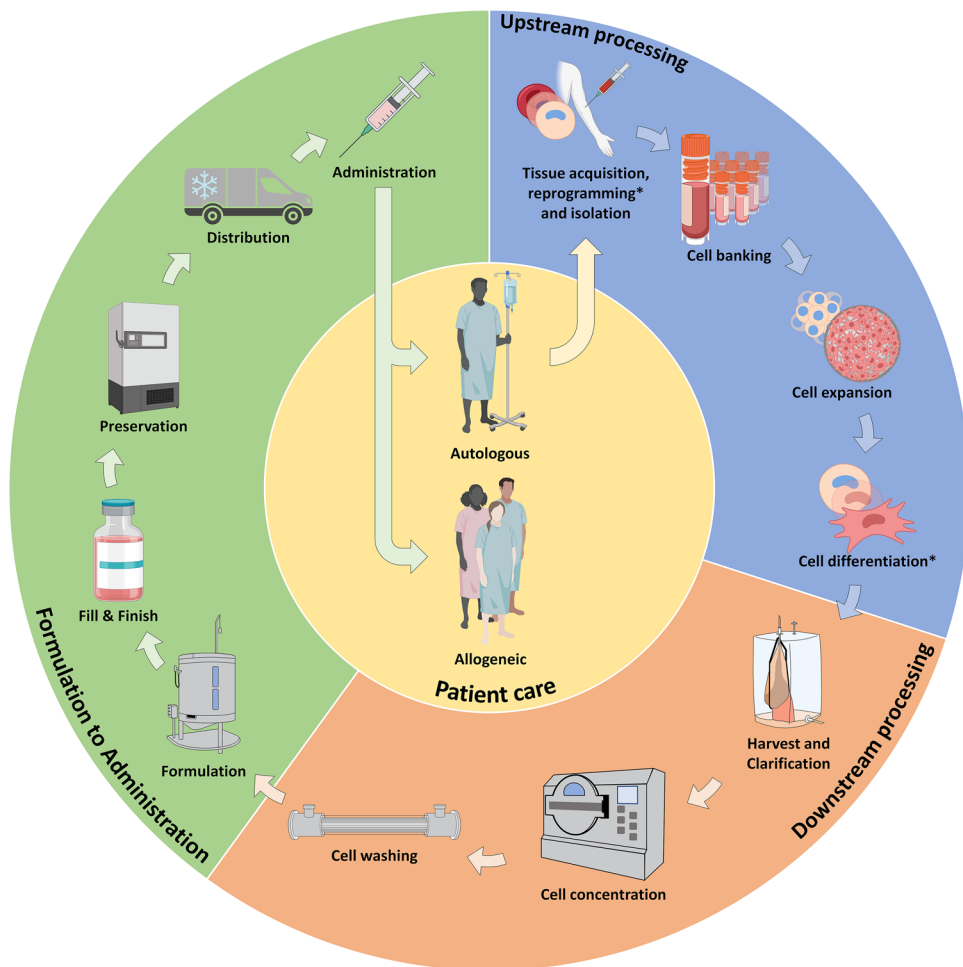 Upstream processing
Tissue acquisition,
reprogramming*
and isolation
Cell banking
Cell expansion
Cell differentiation*
Downstream processing
Harvest and
Clarification
Cell concentration
Cell washing
Formulation to Administration
Formulation
Fill & Finish
Preservation
Distribution
Administration
Autologous
Allogeneic
Patient care